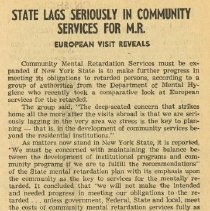 STATE LAGS SERIOUSLY IN COMMUNITY
SERVICES FOR M.R.
EUROPEAN VISIT REVEALS
Community Mental Retardation Services must be ex-
panded if New York State is to make further progress in
meeting its obligations to retarded persons, according to a
group of authorities from the Department of Mental Hy-
giene who recently took a comparative look at European
services for the retarded.
The group said, "The deep-seated concern that strikes
home all the more after the visits abroad is that we are seri-
ously lagging in the very area we stress is the key to plan-
ning — that is, in the development of community services be-
yond the residential institutions."
As matters now stand in New York State, it is reported,
"We must be concerned with maintaining the balance be-
tween the development of institutional programs and com-
munity programs if we are to fulfill the recommendations
of the State mental retardation plan with its emphasis upon
the community as the key to services for the mentally re-
tarded. It concluded that "we will not make the intended
and needed progress in meeting our obligations to the re-
tarded . . . unless government, Federal, State and local, meet
the costs of community mental retardation services fully as